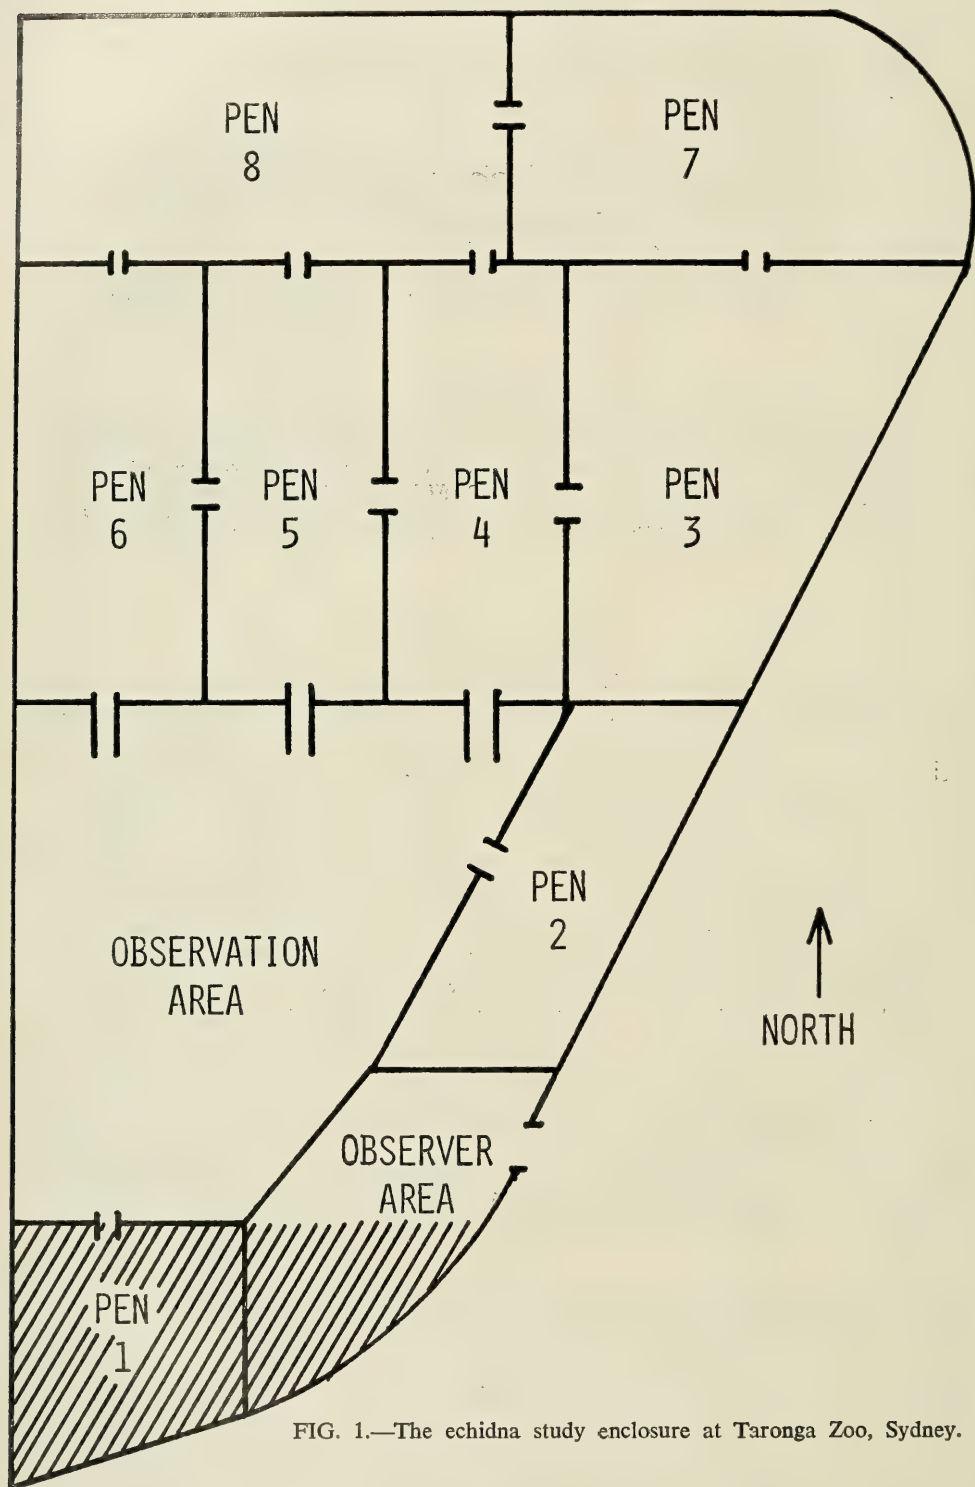 PEN
8
PEN
7
PEN
6
PEN
5
PEN
4
PEN
3
PEN
2
OBSERVATION
AREA
NORTH
OBSERVER
AREA
PEN
1
FIG. 1.—The echidna study enclosure at Taronga Zoo, Sydney.